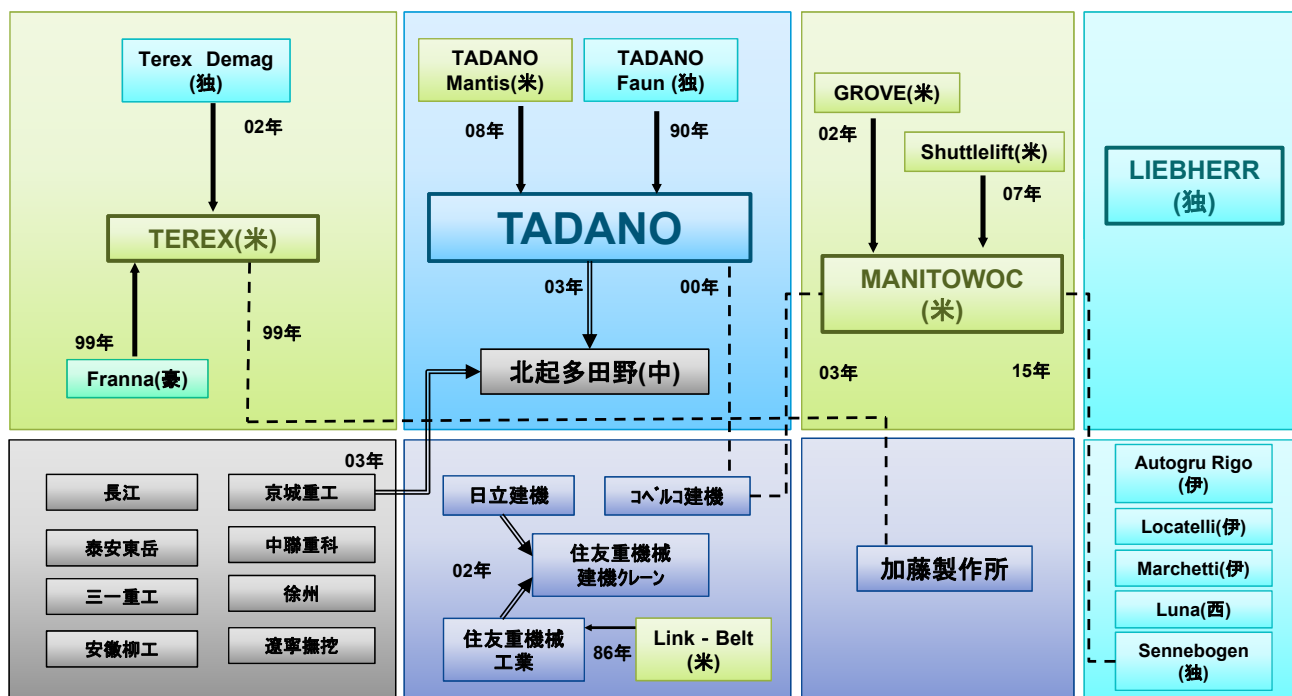 Terex Demag
(独)
02年
TEREX(米)
99年
99年
Franna(豪)
TADANO
Mantis(米)
TADANO
Faun (独)
08年
90年
TADANO
03年
00年
北起多田野(中)
GROVE(米)
02年
Shuttlelift(米)
07年
MANITOWOC
(米)
03年
15年
LIEBHERR
(独)
03年
長江
京城重工
泰安東岳
中聯重科
三一重工
徐州
安徽柳工
遼寧撫挖
日立建機
ｺﾍﾞﾙｺ建機
02年
住友重機械
建機ｸﾚｰﾝ
住友重機械
工業
86年
Link - Belt
(米)
加藤製作所
Autogru Rigo
(伊)
Locatelli(伊)
Marchetti(伊)
Luna(西)
Sennebogen
(独)